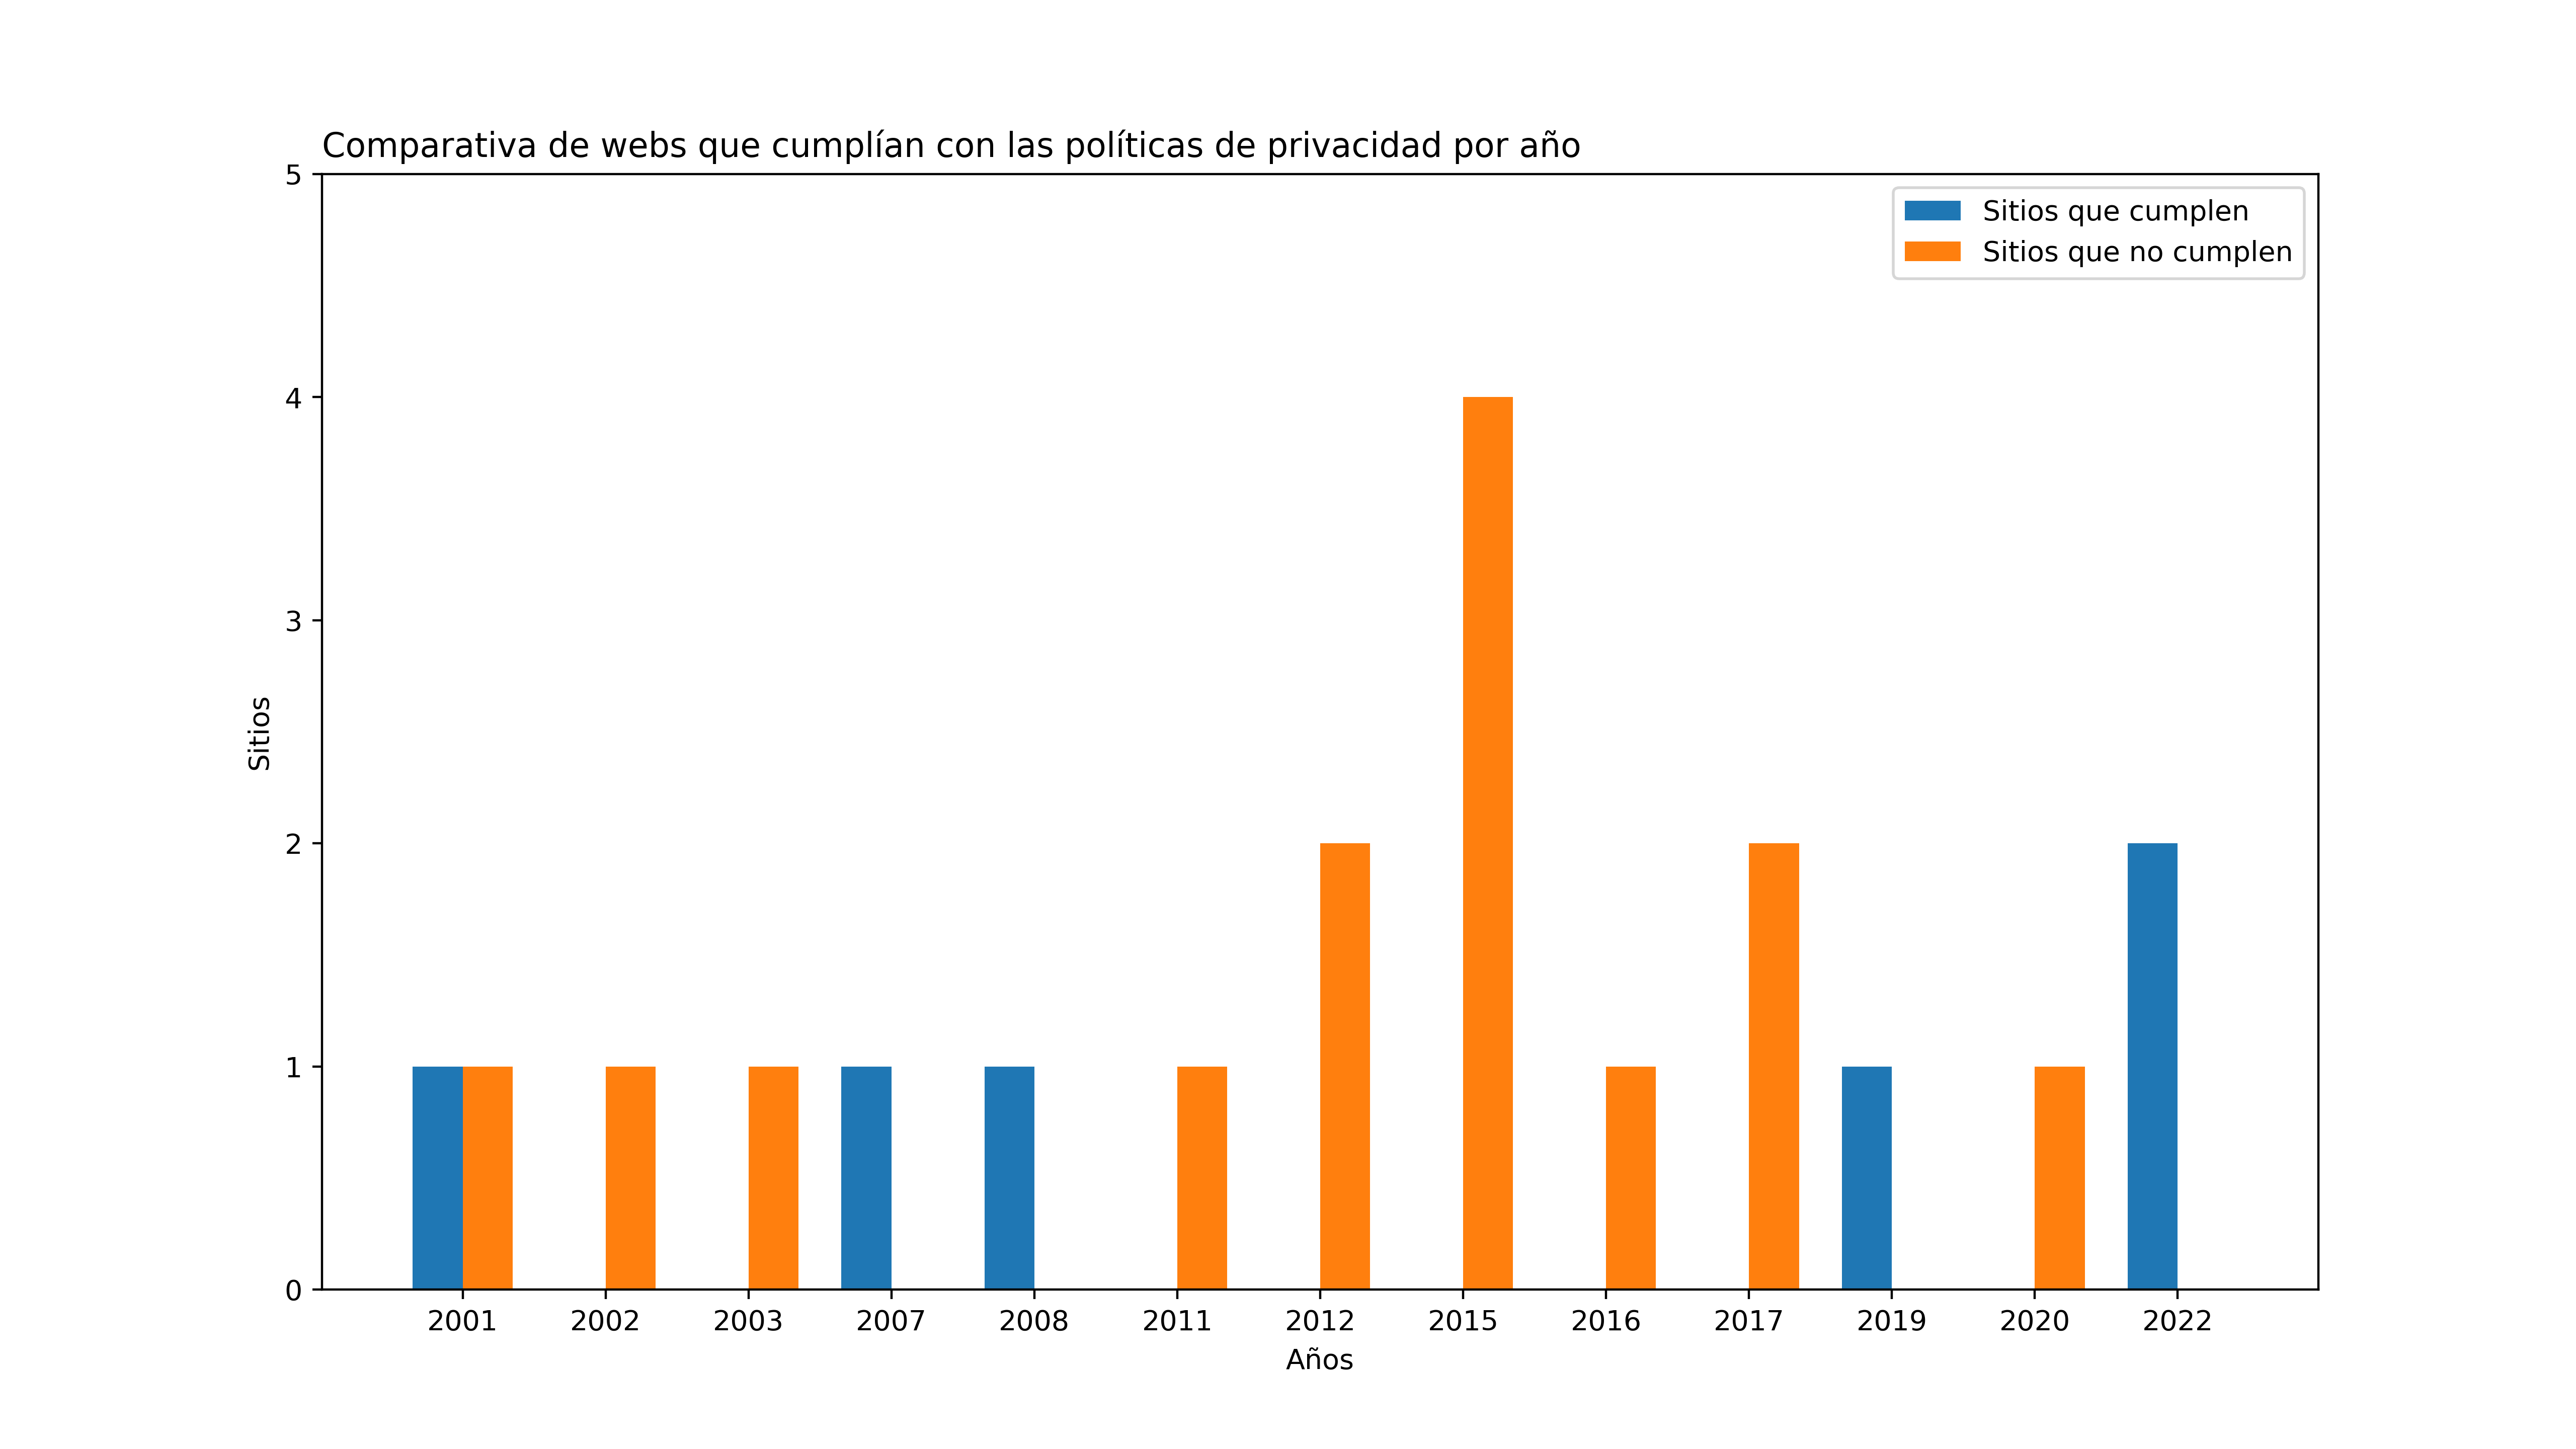 Comparativa de webs que cumplían con las políticas de privacidad por año
5
Sitios que cumplen
Sitios que no cumplen
4
3
Sitios
2
1
0
2001 2002 2003 2007 2008 2011 2012 2015 2016 2017 2019 2020 2022
Años